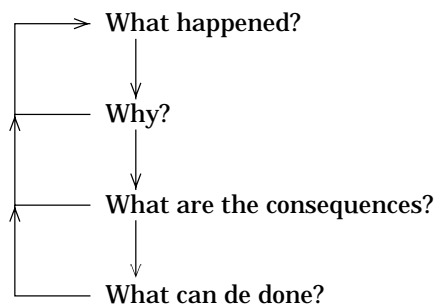 What happened?
Why?
What are the consequences?
What can de done?